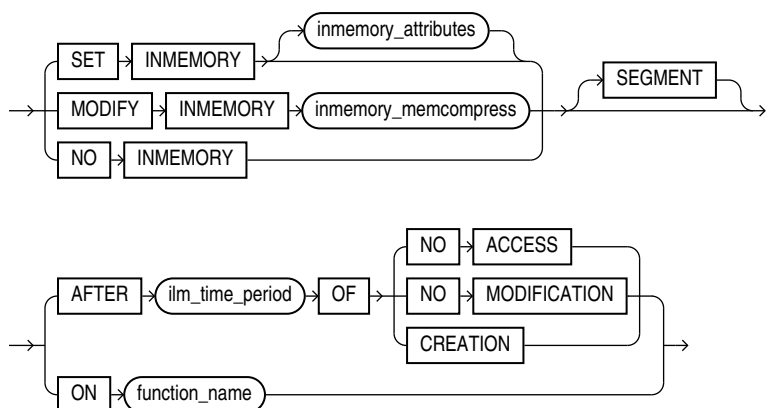 inmemory_attributes
SET INMEMORY
SEGMENT
MODIFY INMEMORY inmemory_memcompress
NO INMEMORY
NO ACCESS
AFTER ilm_time_period OF NO MODIFICATION
CREATION
ON function_name